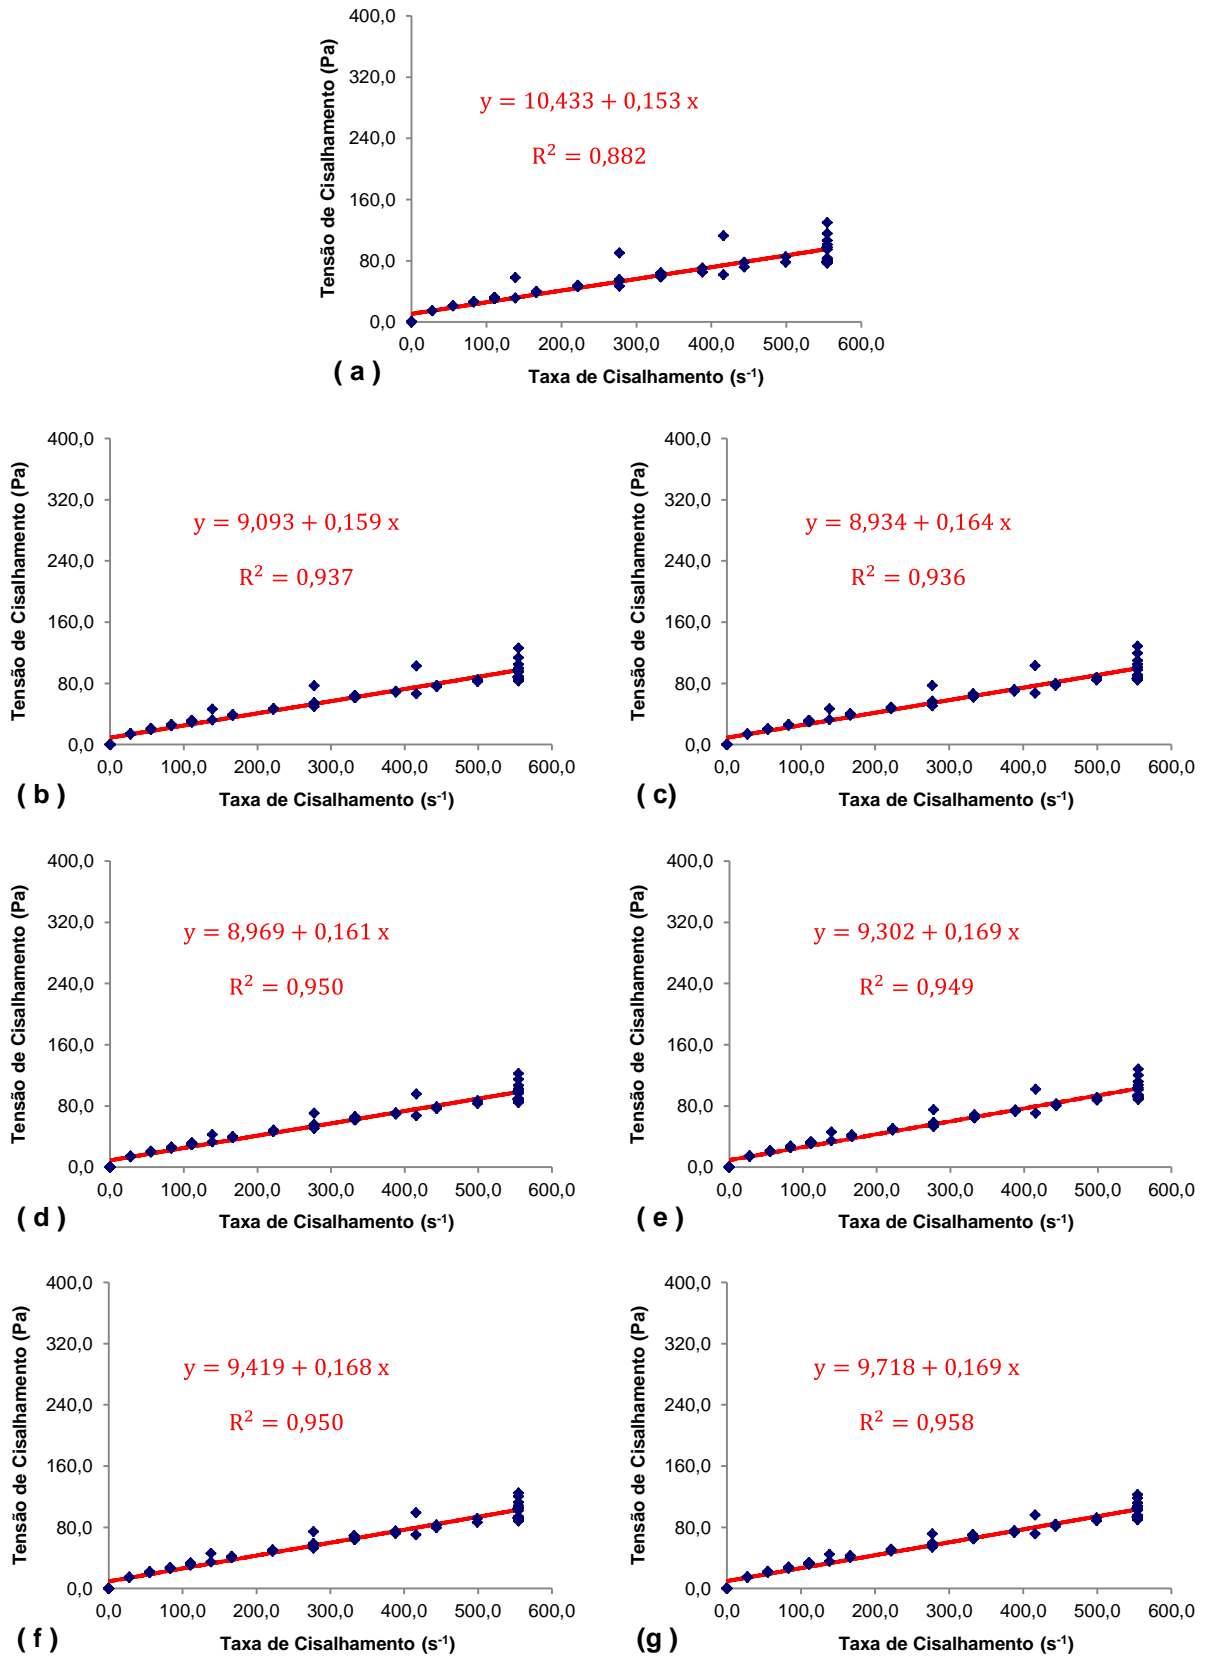 400,0
320,0
240,0
160,0
80,0
0,0
Tensão de Cisalhamento (Pa)
y = 10,433 + 0,153 x
R² = 0,882
0,0 100,0 200,0 300,0 400,0 500,0 600,0
Taxa de Cisalhamento (s⁻¹)
( a )
400,0
320,0
240,0
160,0
80,0
0,0
Tensão de Cisalhamento (Pa)
y = 9,093 + 0,159 x
R² = 0,937
0,0 100,0 200,0 300,0 400,0 500,0 600,0
Taxa de Cisalhamento (s⁻¹)
( b )
400,0
320,0
240,0
160,0
80,0
0,0
Tensão de Cisalhamento (Pa)
y = 8,934 + 0,164 x
R² = 0,936
0,0 100,0 200,0 300,0 400,0 500,0 600,0
Taxa de Cisalhamento (s⁻¹)
( c)
400,0
320,0
240,0
160,0
80,0
0,0
Tensão de Cisalhamento (Pa)
y = 8,969 + 0,161 x
R² = 0,950
0,0 100,0 200,0 300,0 400,0 500,0 600,0
Taxa de Cisalhamento (s⁻¹)
( d )
400,0
320,0
240,0
160,0
80,0
0,0
Tensão de Cisalhamento (Pa)
y = 9,302 + 0,169 x
R² = 0,949
0,0 100,0 200,0 300,0 400,0 500,0 600,0
Taxa de Cisalhamento (s⁻¹)
( e )
400,0
320,0
240,0
160,0
80,0
0,0
Tensão de Cisalhamento (Pa)
y = 9,419 + 0,168 x
R² = 0,950
0,0 100,0 200,0 300,0 400,0 500,0 600,0
Taxa de Cisalhamento (s⁻¹)
( f )
400,0
320,0
240,0
160,0
80,0
0,0
Tensão de Cisalhamento (Pa)
y = 9,718 + 0,169 x
R² = 0,958
0,0 100,0 200,0 300,0 400,0 500,0 600,0
Taxa de Cisalhamento (s⁻¹)
(g )